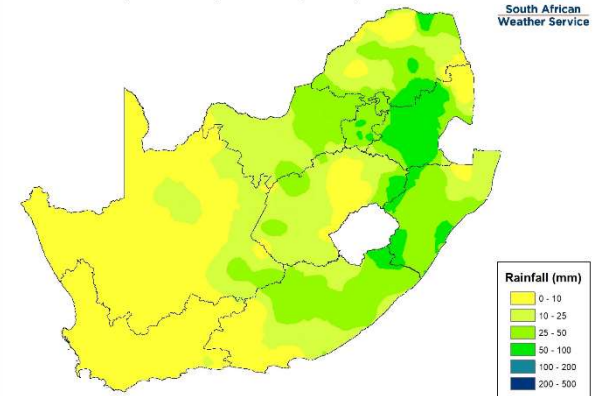 South African
Weather Service
Rainfall (mm)
0 - 10
10 - 25
25 - 50
50 - 100
100 - 200
200 - 500